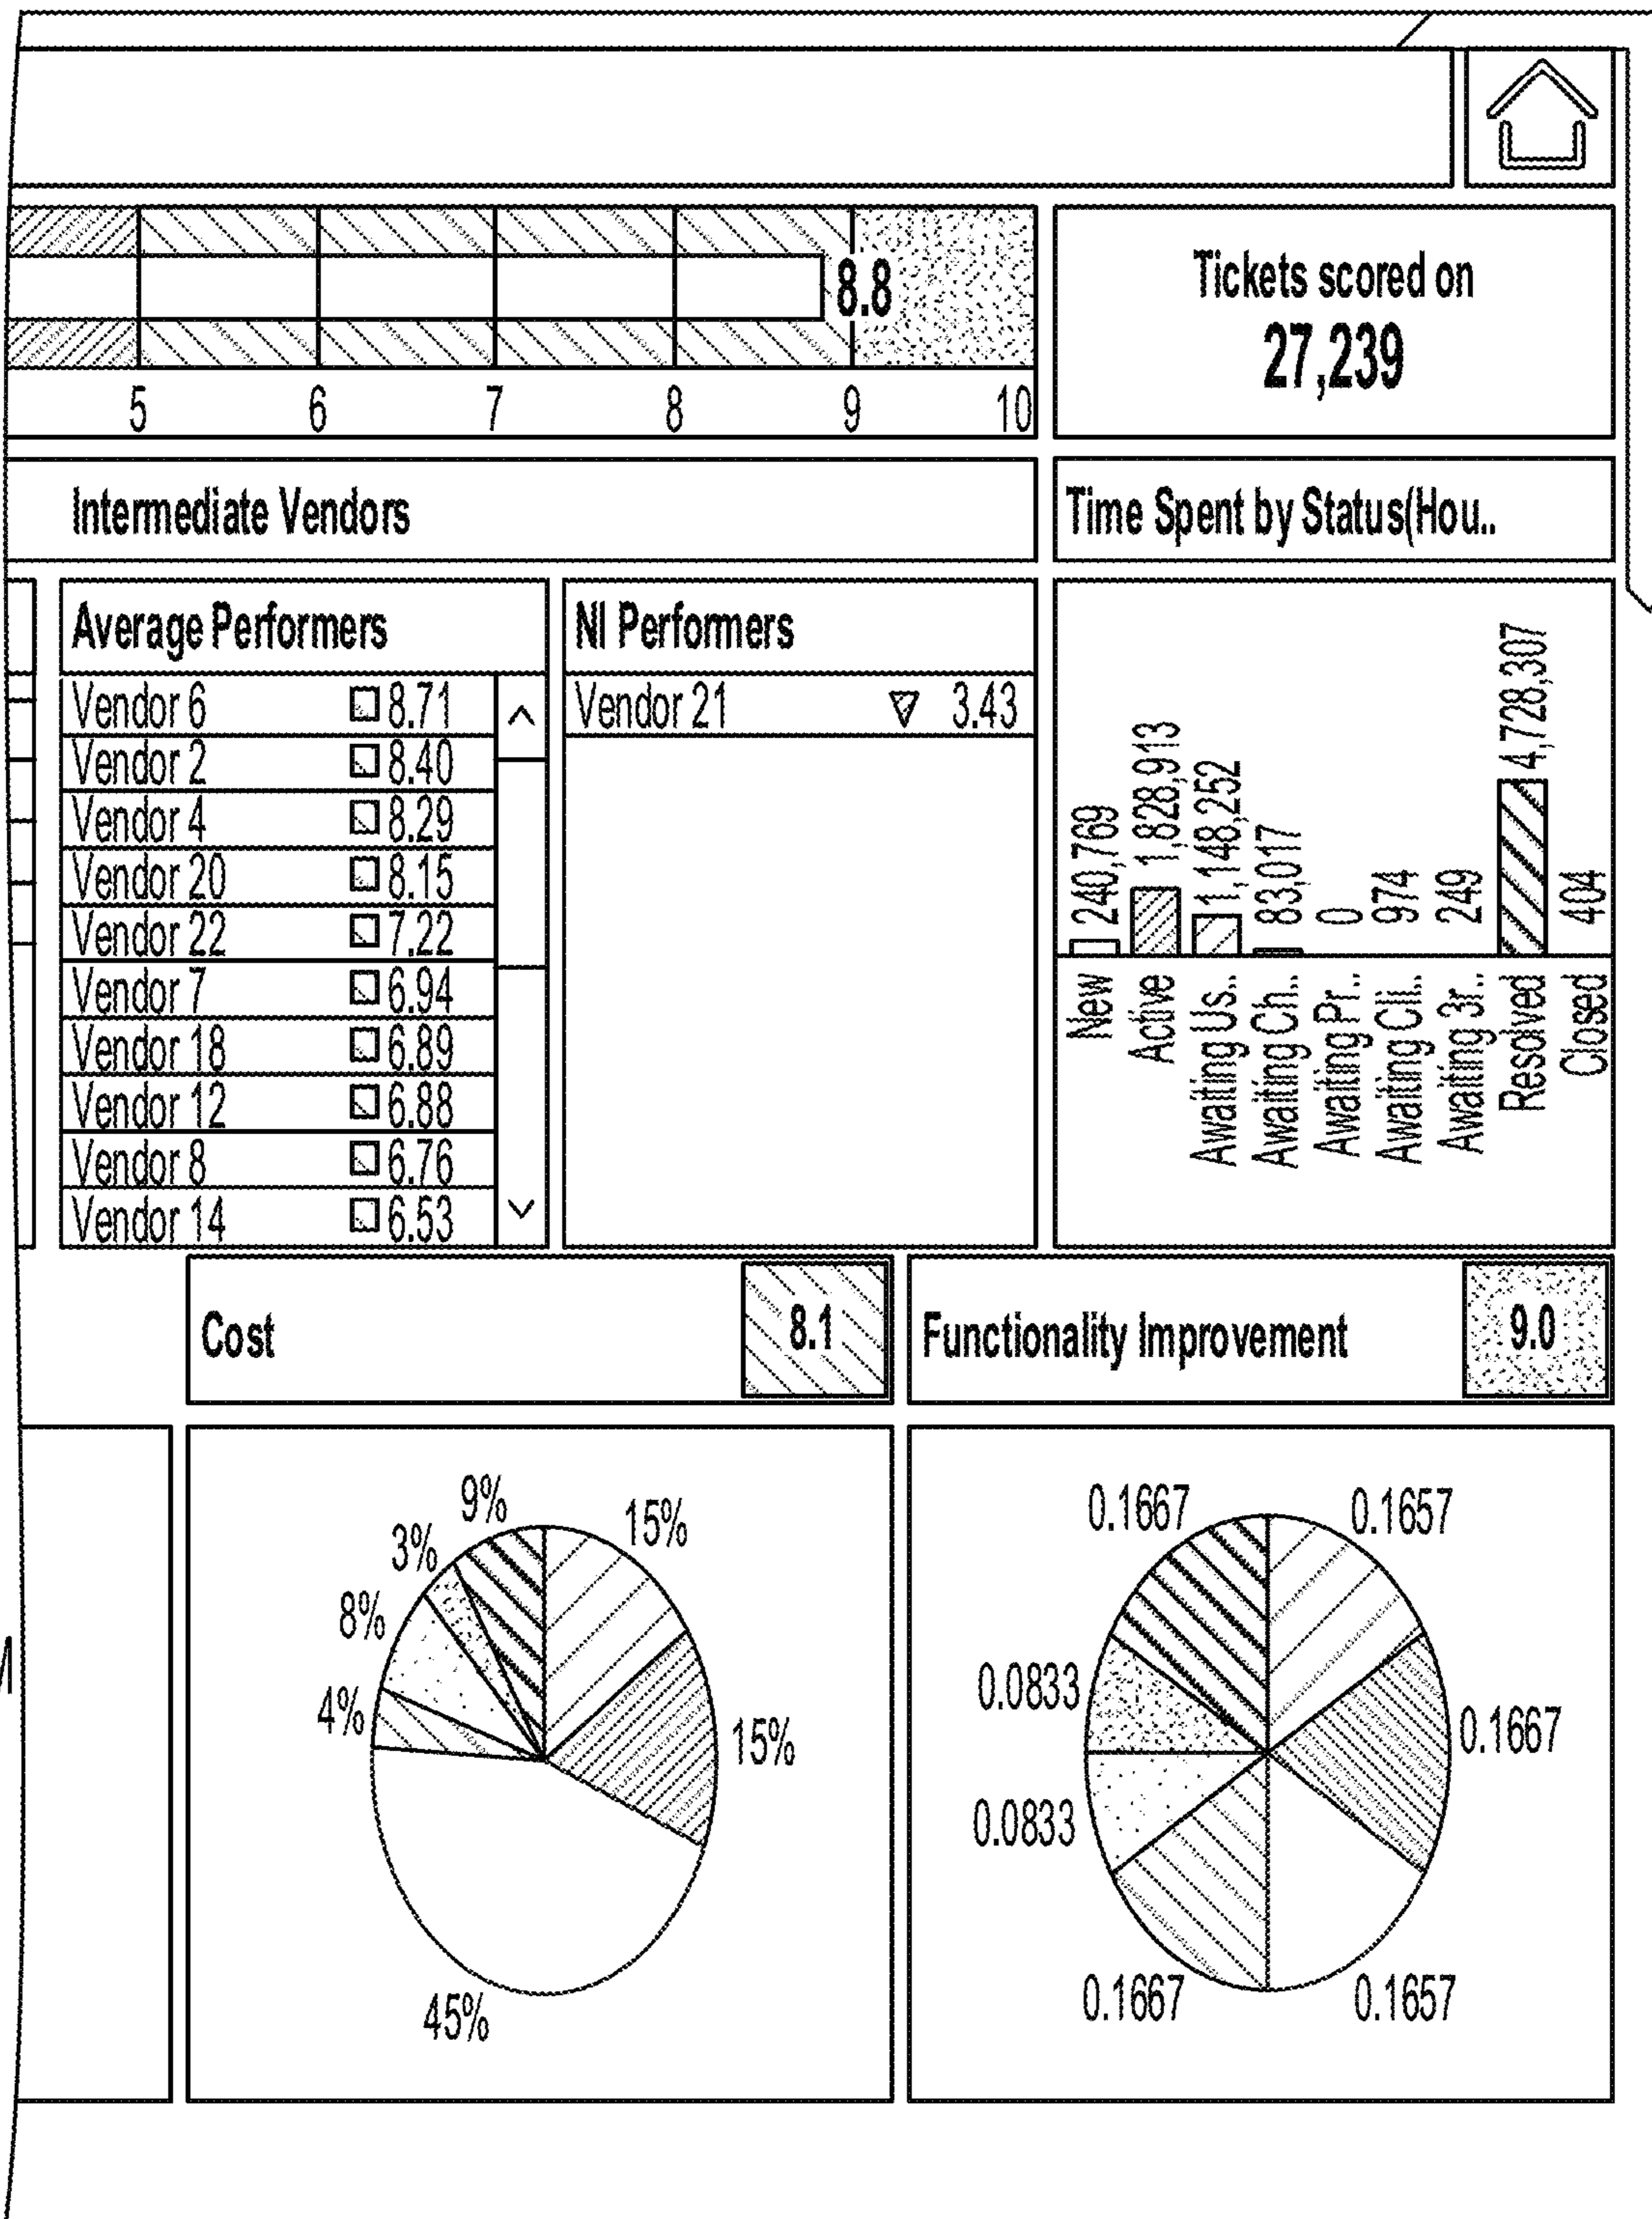 8.8
5 6 7 8 9 10
Tickets scored on
27,239
Intermediate Vendors
Time Spent by Status(Hou..
Average Performers
Vendor 6 8.71
Vendor 2 8.40
Vendor 4 8.29
Vendor 20 8.15
Vendor 22 7.22
Vendor 7 6.94
Vendor 18 6.89
Vendor 12 6.88
Vendor 8 6.76
Vendor 14 6.53
NI Performers
Vendor 21 3.43
240,769
1,828,913
1,148,252
83,017
0
974
249
4,728,307
404
New
Active
Awaiting Us..
Awaiting Ch..
Awaiting Pr..
Awaiting Cli..
Awaiting 3r..
Resolved
Closed
Cost 8.1
Functionality Improvement 9.0
9%
15%
3%
8%
4%
15%
45%
0.1667
0.1657
0.0833
0.1667
0.0833
0.1667
0.1657